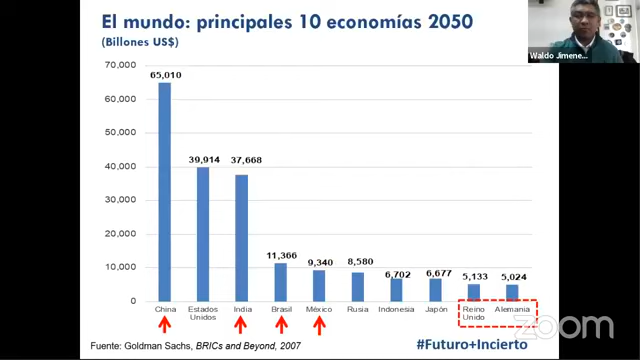 El mundo: principales 10 economías 2050
(Billones US$)
Waldo Jimene...
70,000
60,000
50,000
40,000
30,000
20,000
10,000
0
65,010
39,914
37,668
11,366
9,340
8,580
6,702
6,677
5,133
5,024
China
Estados Unidos
India
Brasil
México
Rusia
Indonesia
Japón
Reino Unido
Alemania
zoom
Fuente: Goldman Sachs, BRICs and Beyond, 2007
#Futuro+Incierto